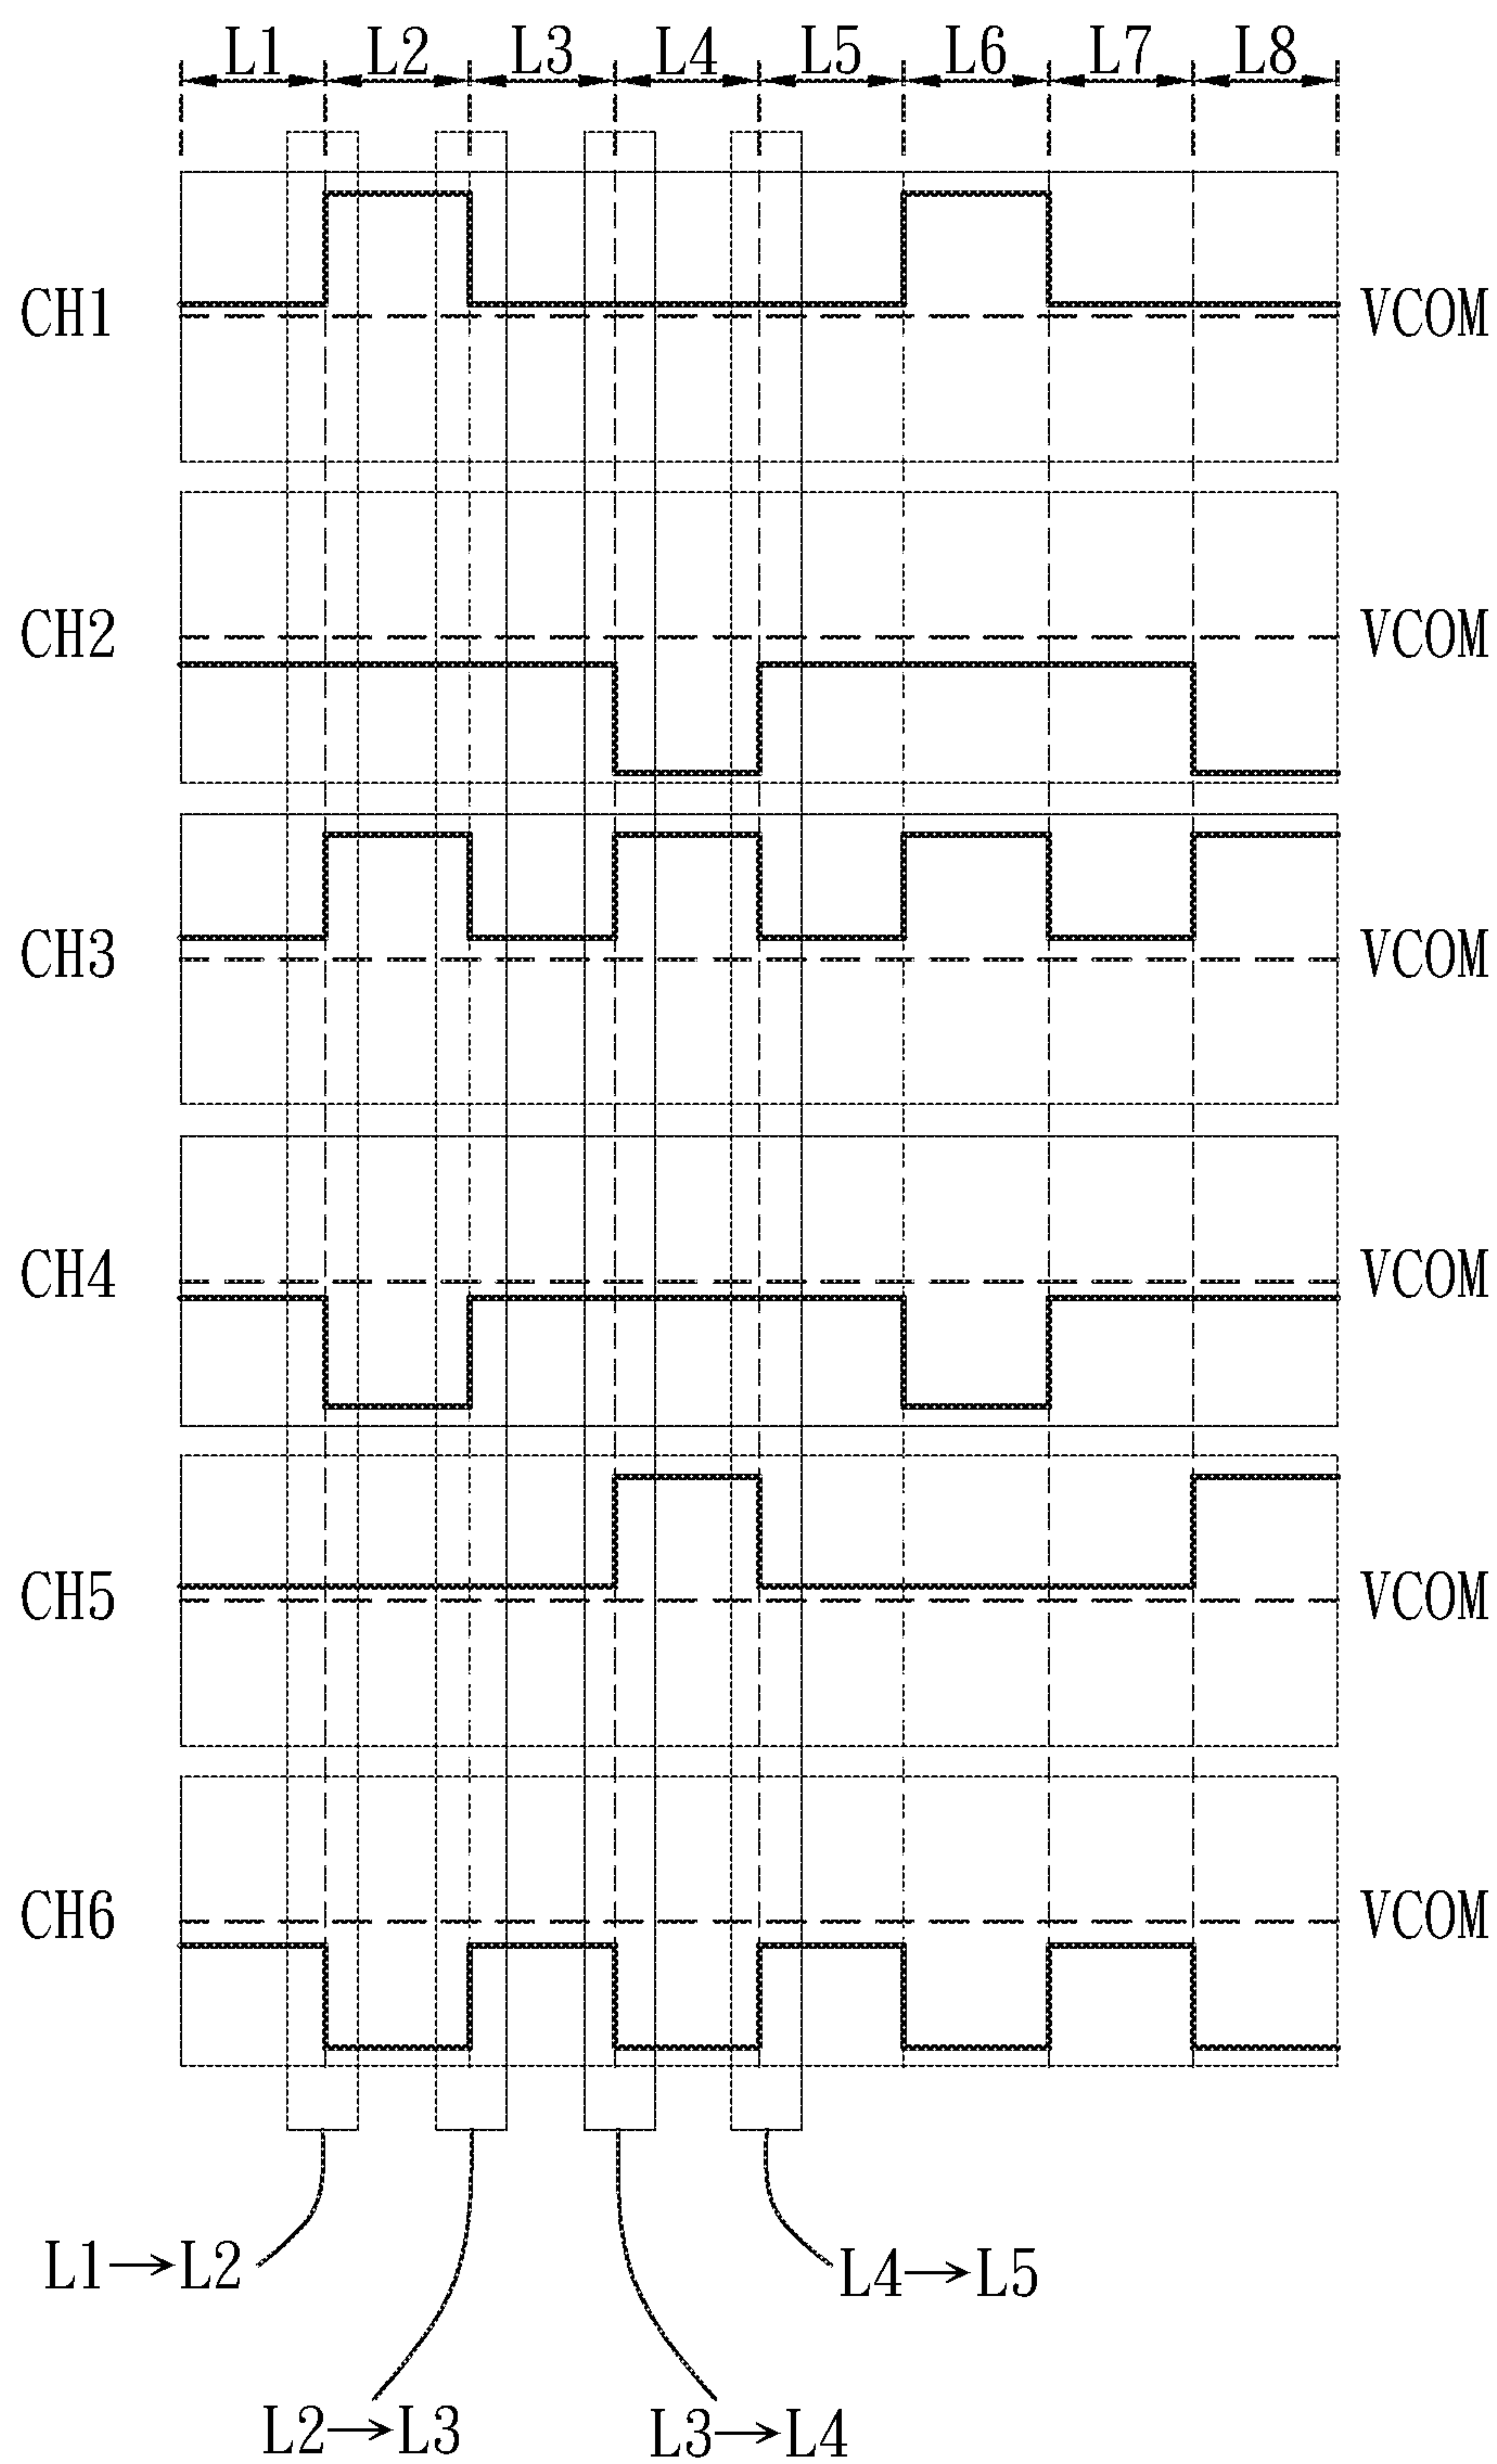 L1 L2 L3 L4 L5 L6 L7 L8
CH1 VCOM
CH2 VCOM
CH3 VCOM
CH4 VCOM
CH5 VCOM
CH6 VCOM
L1→L2 L4→L5
L2→L3 L3→L4